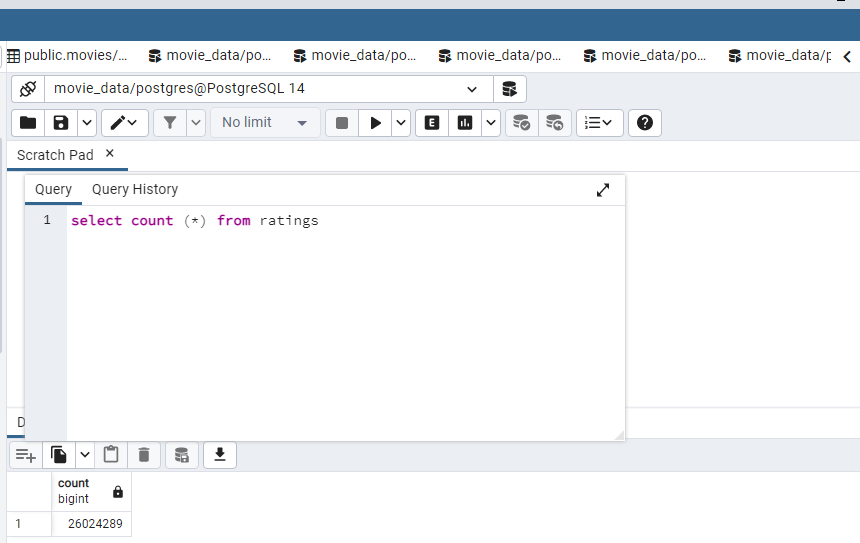 public.movies/... movie_data/po... movie_data/po... movie_data/po... movie_data/po... movie_data/p
movie_data/postgres@PostgreSQL 14
No limit E
Scratch Pad ×
Query Query History
1 select count (*) from ratings
D
count
bigint
1 26024289